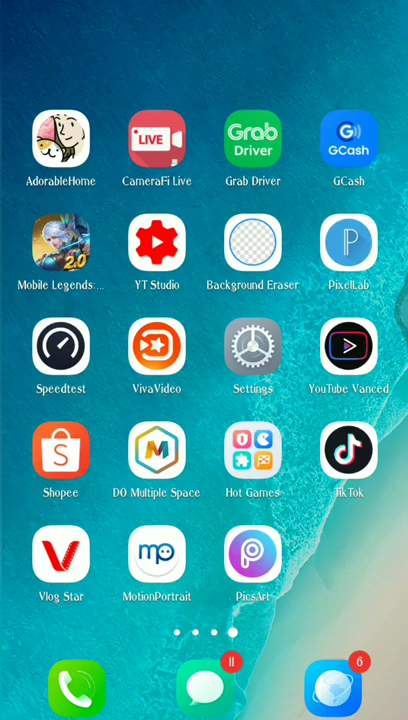 LIVE
Grab
Driver
G))
GCash
AdorableHome
CameraFi Live
Grab Driver
GCash
2.0
P
Mobile Legends:...
YT Studio
Background Eraser
PixelLab
Speedtest
VivaVideo
Settings
YouTube Vanced
S
M
Shopee
DO Multiple Space
Hot Games
TikTok
V
mp
P
Vlog Star
MotionPortrait
PicsArt
11
6